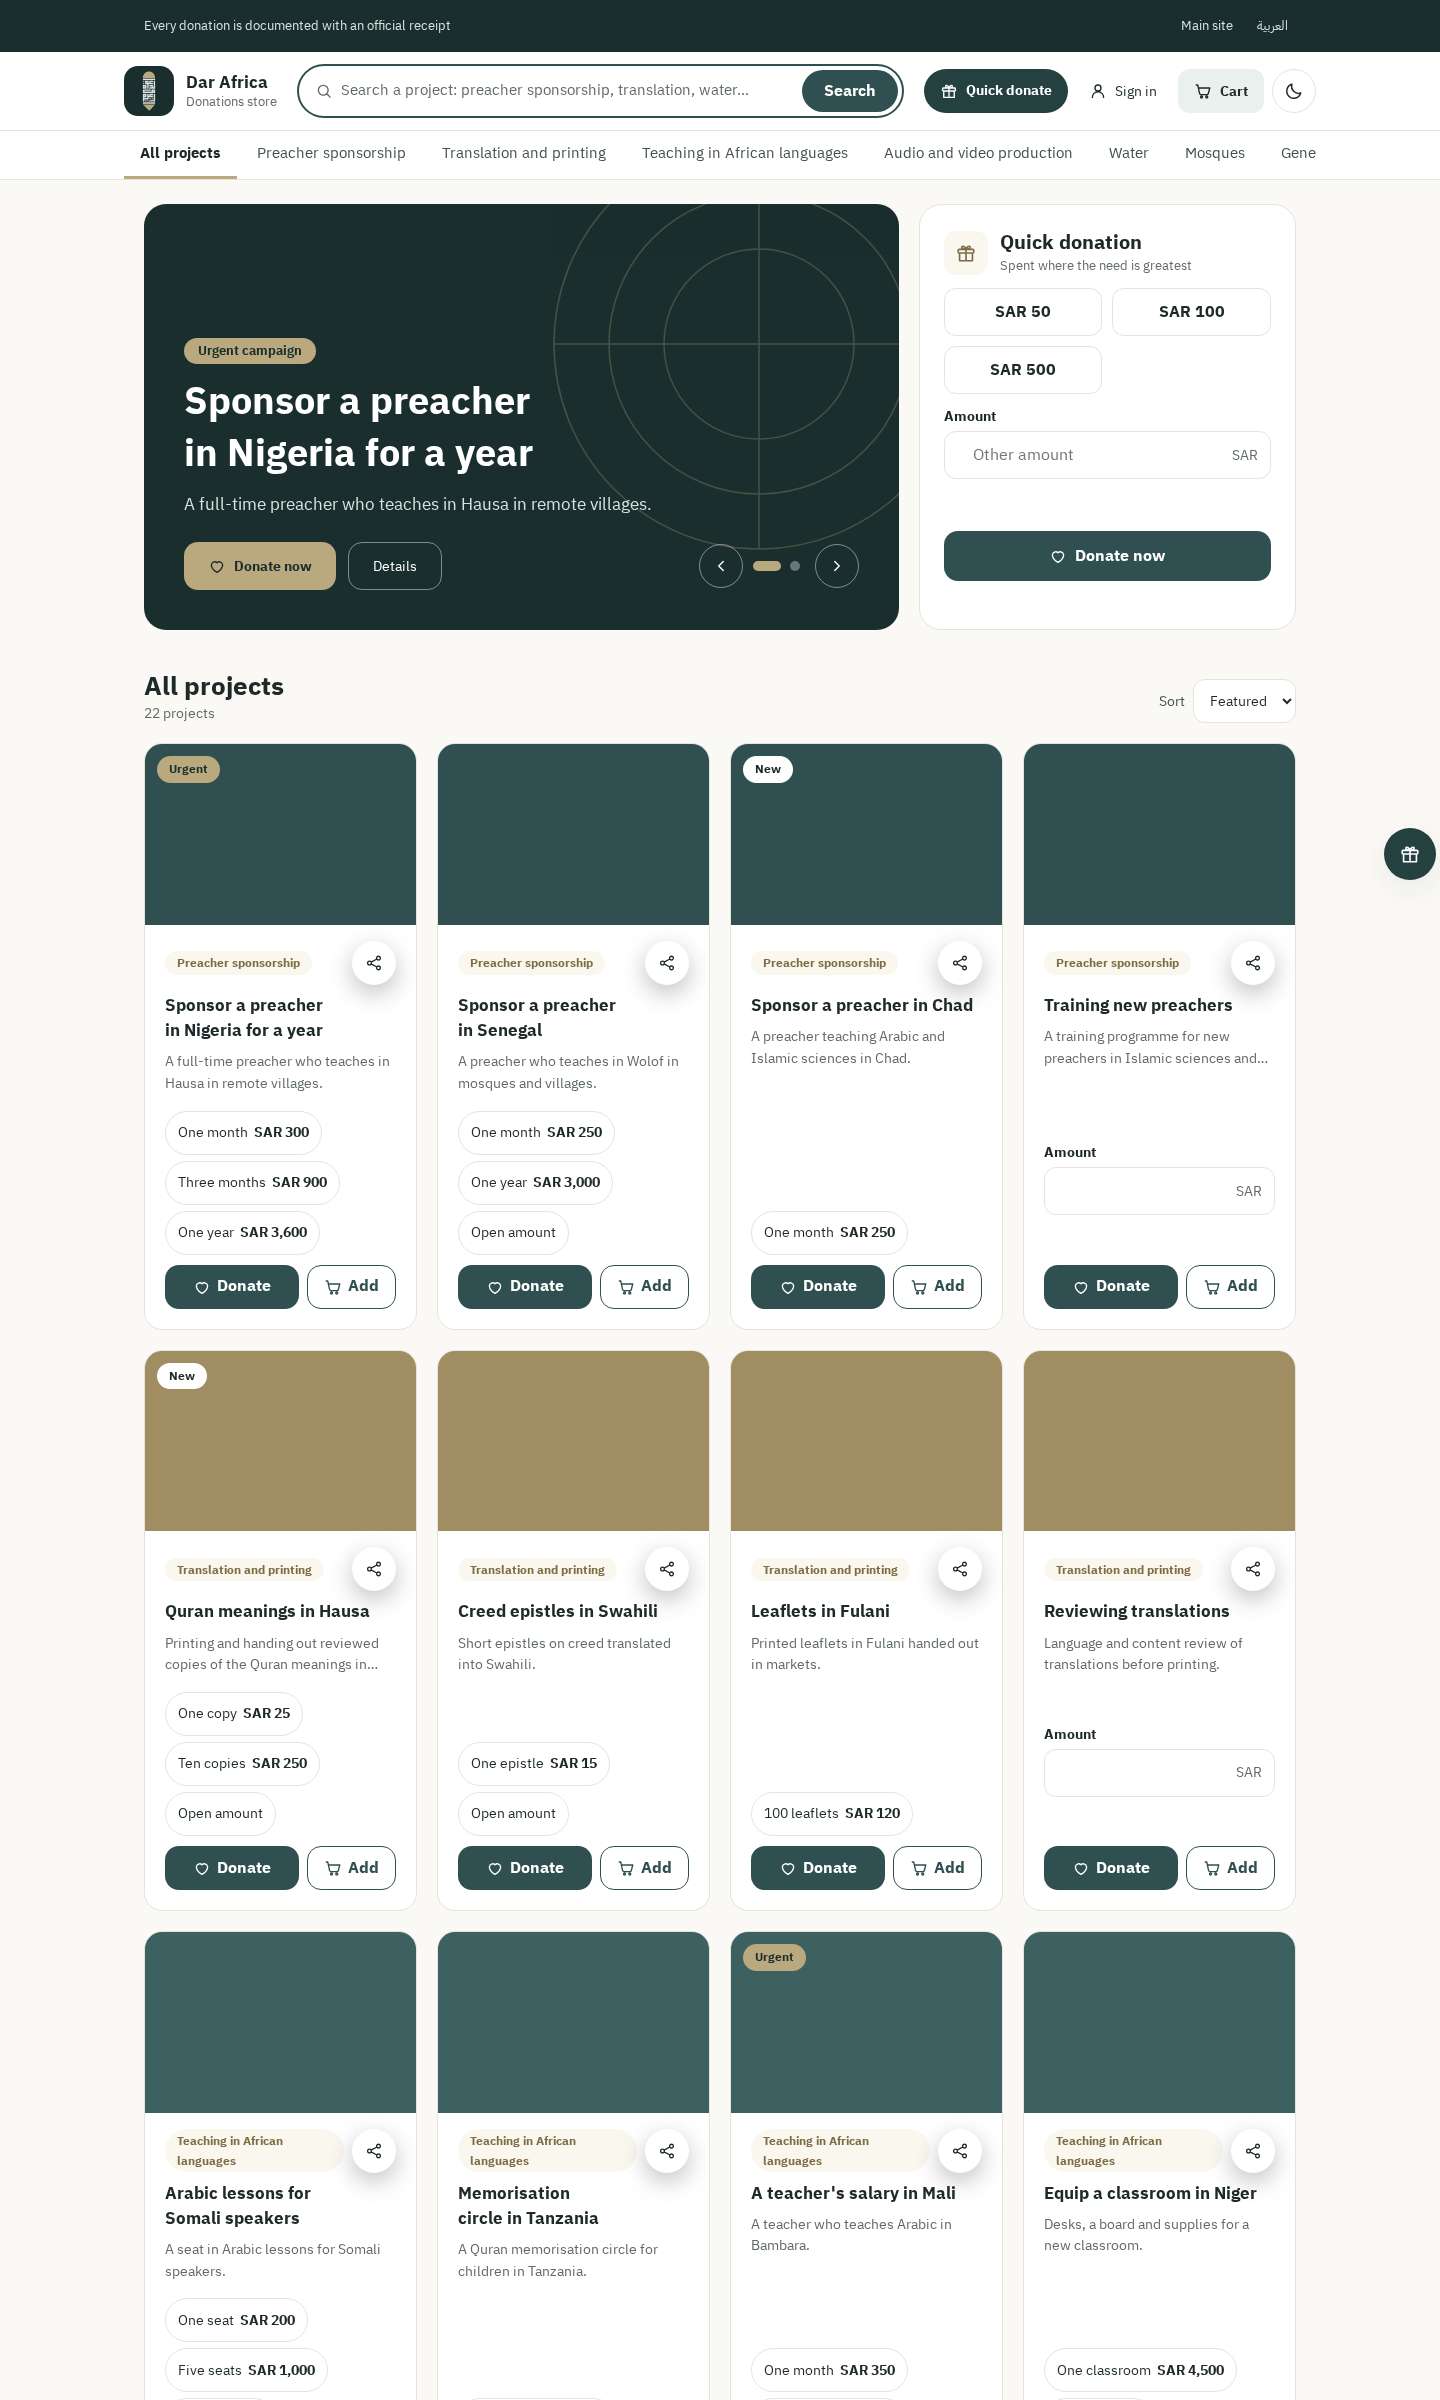 Every donation is documented with an official receipt
Main site
العربية
Dar Africa
Donations store
Search a project: preacher sponsorship, translation, water...
Search
Quick donate
Sign in
Cart
All projects
Preacher sponsorship
Translation and printing
Teaching in African languages
Audio and video production
Water
Mosques
Gene
Urgent campaign
Sponsor a preacher
in Nigeria for a year
A full-time preacher who teaches in Hausa in remote villages.
Donate now
Details
Quick donation
Spent where the need is greatest
SAR 50
SAR 100
SAR 500
Amount
Other amount
SAR
Donate now
All projects
22 projects
Sort
Featured
Urgent
Preacher sponsorship
Sponsor a preacher
in Nigeria for a year
A full-time preacher who teaches in
Hausa in remote villages.
One month SAR 300
Three months SAR 900
One year SAR 3,600
Donate
Add
Preacher sponsorship
Sponsor a preacher
in Senegal
A preacher who teaches in Wolof in
mosques and villages.
One month SAR 250
One year SAR 3,000
Open amount
Donate
Add
New
Preacher sponsorship
Sponsor a preacher in Chad
A preacher teaching Arabic and
Islamic sciences in Chad.
One month SAR 250
Donate
Add
Preacher sponsorship
Training new preachers
A training programme for new
preachers in Islamic sciences and...
Amount
SAR
Donate
Add
New
Translation and printing
Quran meanings in Hausa
Printing and handing out reviewed
copies of the Quran meanings in...
One copy SAR 25
Ten copies SAR 250
Open amount
Donate
Add
Translation and printing
Creed epistles in Swahili
Short epistles on creed translated
into Swahili.
One epistle SAR 15
Open amount
Donate
Add
Translation and printing
Leaflets in Fulani
Printed leaflets in Fulani handed out
in markets.
100 leaflets SAR 120
Donate
Add
Translation and printing
Reviewing translations
Language and content review of
translations before printing.
Amount
SAR
Donate
Add
Teaching in African
languages
Arabic lessons for
Somali speakers
A seat in Arabic lessons for Somali
speakers.
One seat SAR 200
Five seats SAR 1,000
Teaching in African
languages
Memorisation
circle in Tanzania
A Quran memorisation circle for
children in Tanzania.
Urgent
Teaching in African
languages
A teacher's salary in Mali
A teacher who teaches Arabic in
Bambara.
One month SAR 350
Teaching in African
languages
Equip a classroom in Niger
Desks, a board and supplies for a
new classroom.
One classroom SAR 4,500